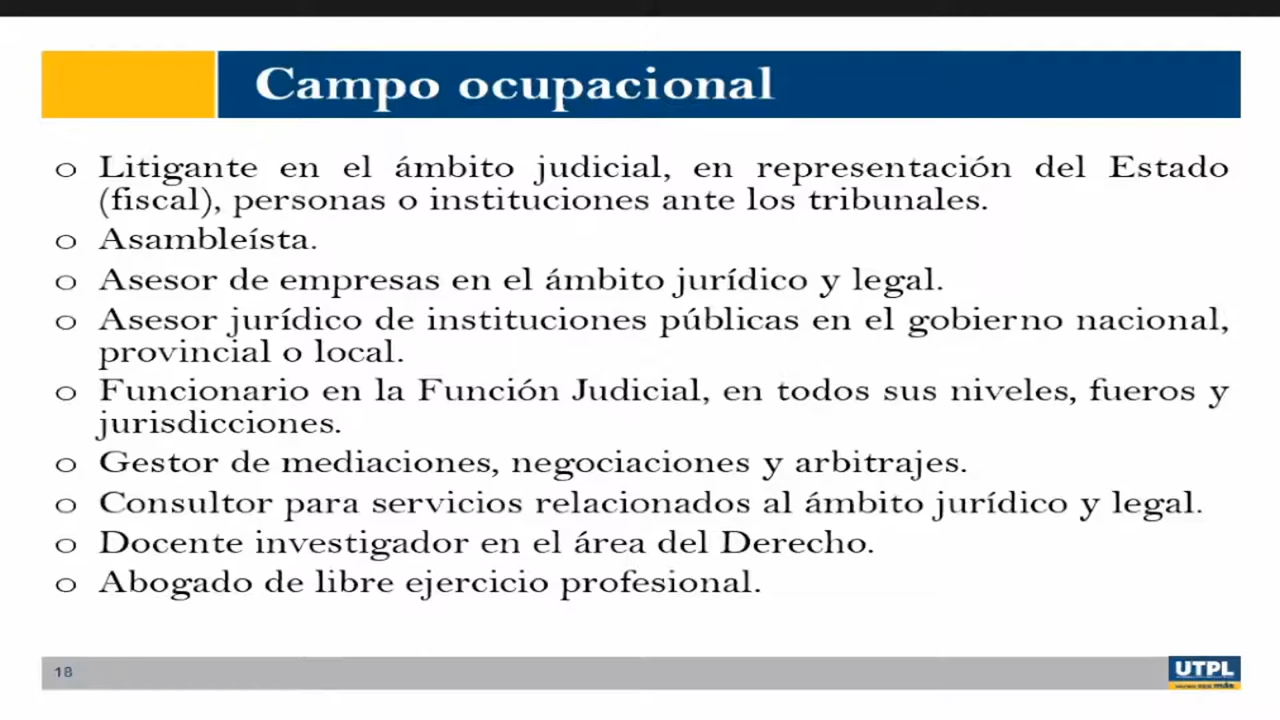 Campo ocupacional
o Litigante en el ámbito judicial, en representación del Estado
(fiscal), personas o instituciones ante los tribunales.
o Asambleísta.
o Asesor de empresas en el ámbito jurídico y legal.
o Asesor jurídico de instituciones públicas en el gobierno nacional,
provincial o local.
o Funcionario en la Función Judicial, en todos sus niveles, fueros y
jurisdicciones.
o Gestor de mediaciones, negociaciones y arbitrajes.
o Consultor para servicios relacionados al ámbito jurídico y legal.
o Docente investigador en el área del Derecho.
o Abogado de libre ejercicio profesional.
18
UTPL
más